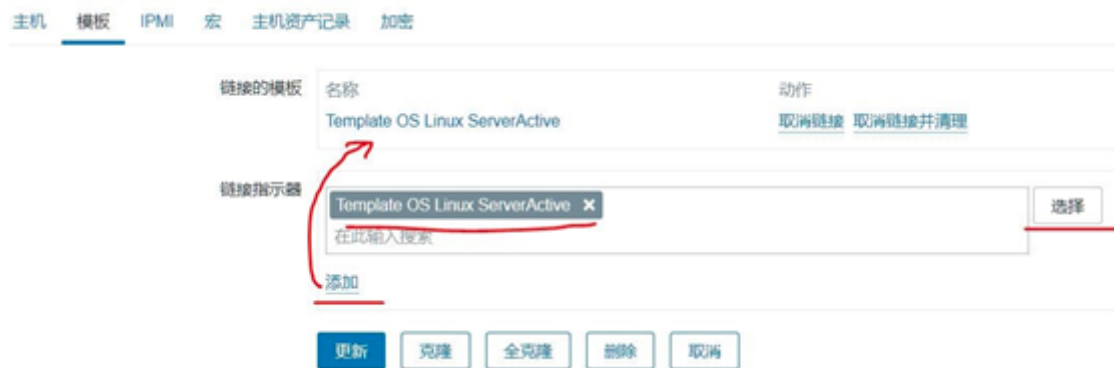 主机 模板 IPMI 宏 主机资产记录 加密
链接的模板 名称 动作
Template OS Linux ServerActive 取消链接 取消链接并清理
链接指示器 Template OS Linux ServerActive × 选择
在此输入搜索
添加
更新 克隆 全克隆 删除 取消